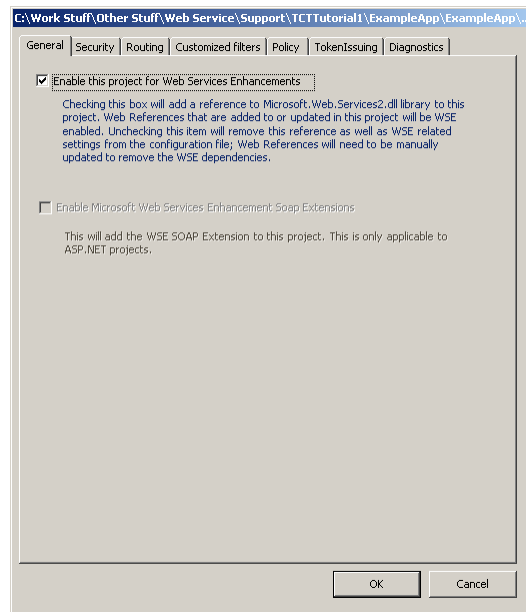 C:\Work Stuff\Other Stuff\Web Service\Support\TCTTutorial1\ExampleApp\ExampleApp\...
General Security Routing Customized filters Policy TokenIssuing Diagnostics
Enable this project for Web Services Enhancements
Checking this box will add a reference to Microsoft.Web.Services2.dll library to this
project. Web References that are added to or updated in this project will be WSE
enabled. Unchecking this item will remove this reference as well as WSE related
settings from the configuration file; Web References will need to be manually
updated to remove the WSE dependencies.
Enable Microsoft Web Services Enhancement Soap Extensions
This will add the WSE SOAP Extension to this project. This is only applicable to
ASP.NET projects.
OK Cancel